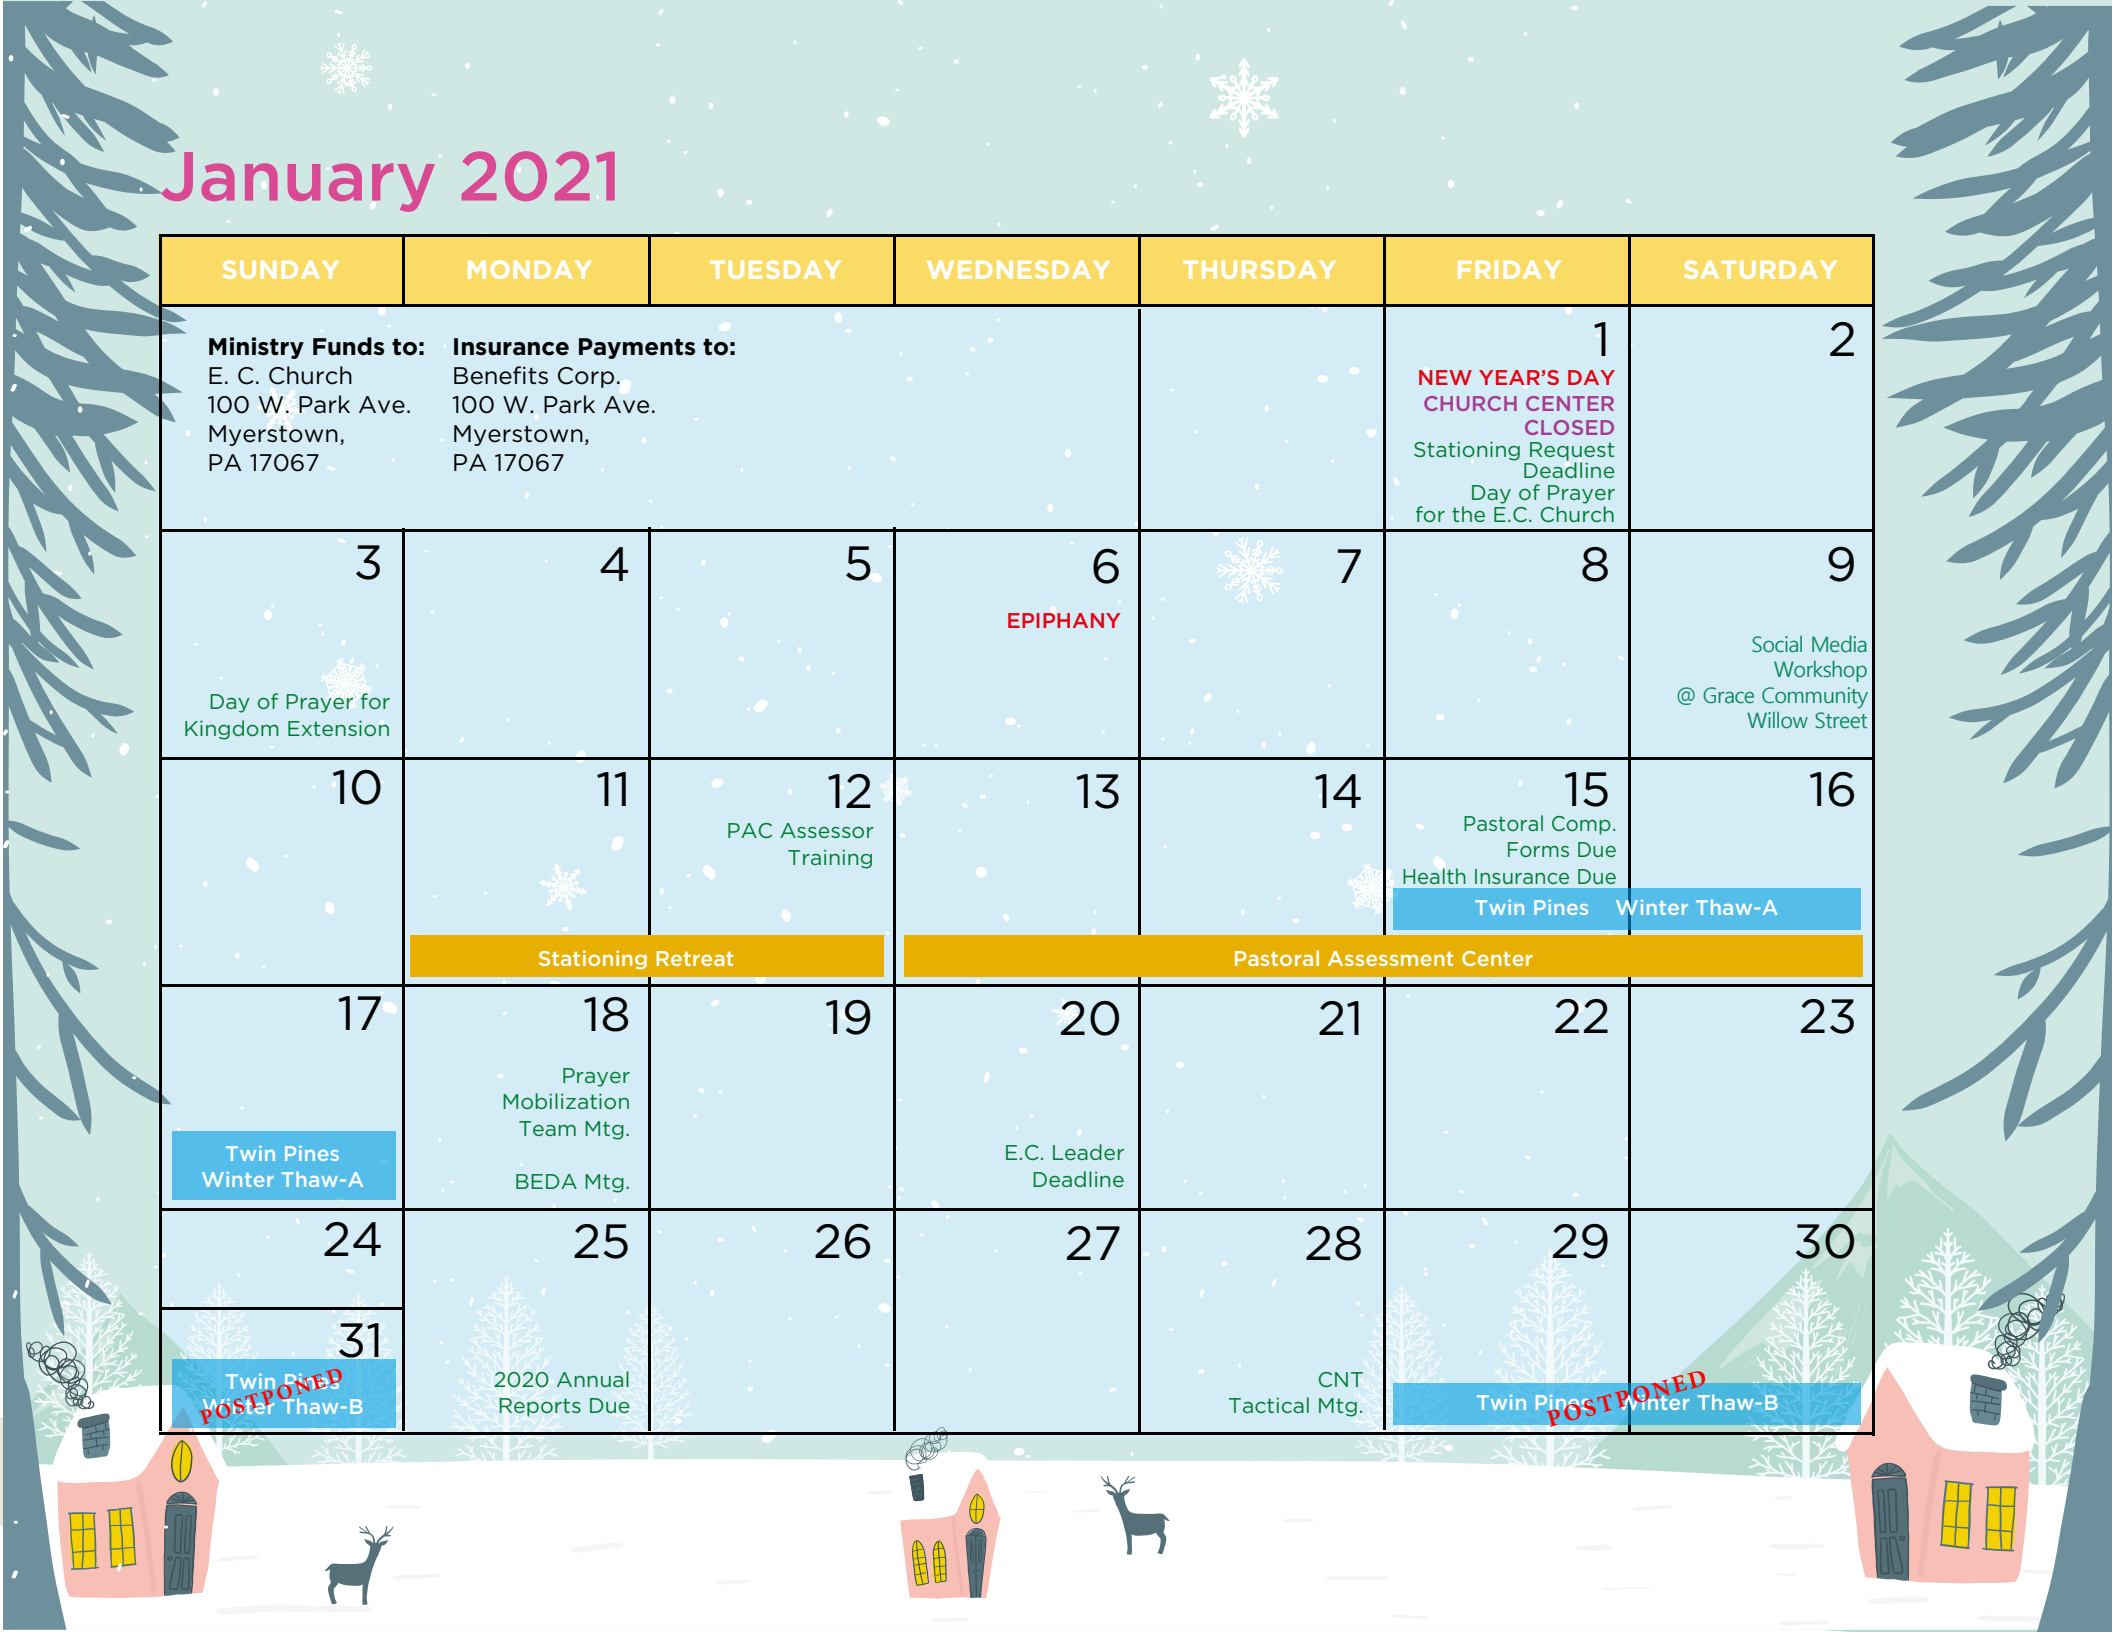 January 2021
SUNDAY
MONDAY
TUESDAY
WEDNESDAY
THURSDAY
FRIDAY
SATURDAY
Ministry Funds to:
E. C. Church
100 W. Park Ave.
Myerstown,
PA 17067
Insurance Payments to:
Benefits Corp.
100 W. Park Ave.
Myerstown,
PA 17067
1
NEW YEAR’S DAY
CHURCH CENTER
CLOSED
Stationing Request
Deadline
Day of Prayer
for the E.C. Church
2
3
Day of Prayer for
Kingdom Extension
4
5
6
EPIPHANY
7
8
9
Social Media
Workshop
@ Grace Community
Willow Street
10
11
12
PAC Assessor
Training
13
14
15
Pastoral Comp.
Forms Due
Health Insurance Due
16
Twin Pines Winter Thaw-A
Stationing Retreat
Pastoral Assessment Center
17
Twin Pines
Winter Thaw-A
18
Prayer
Mobilization
Team Mtg.
BEDA Mtg.
19
20
E.C. Leader
Deadline
21
22
23
24
25
2020 Annual
Reports Due
26
27
28
CNT
Tactical Mtg.
29
30
Twin Pines Winter Thaw-B
POSTPONED
31
Twin Pines
Winter Thaw-B
POSTPONED